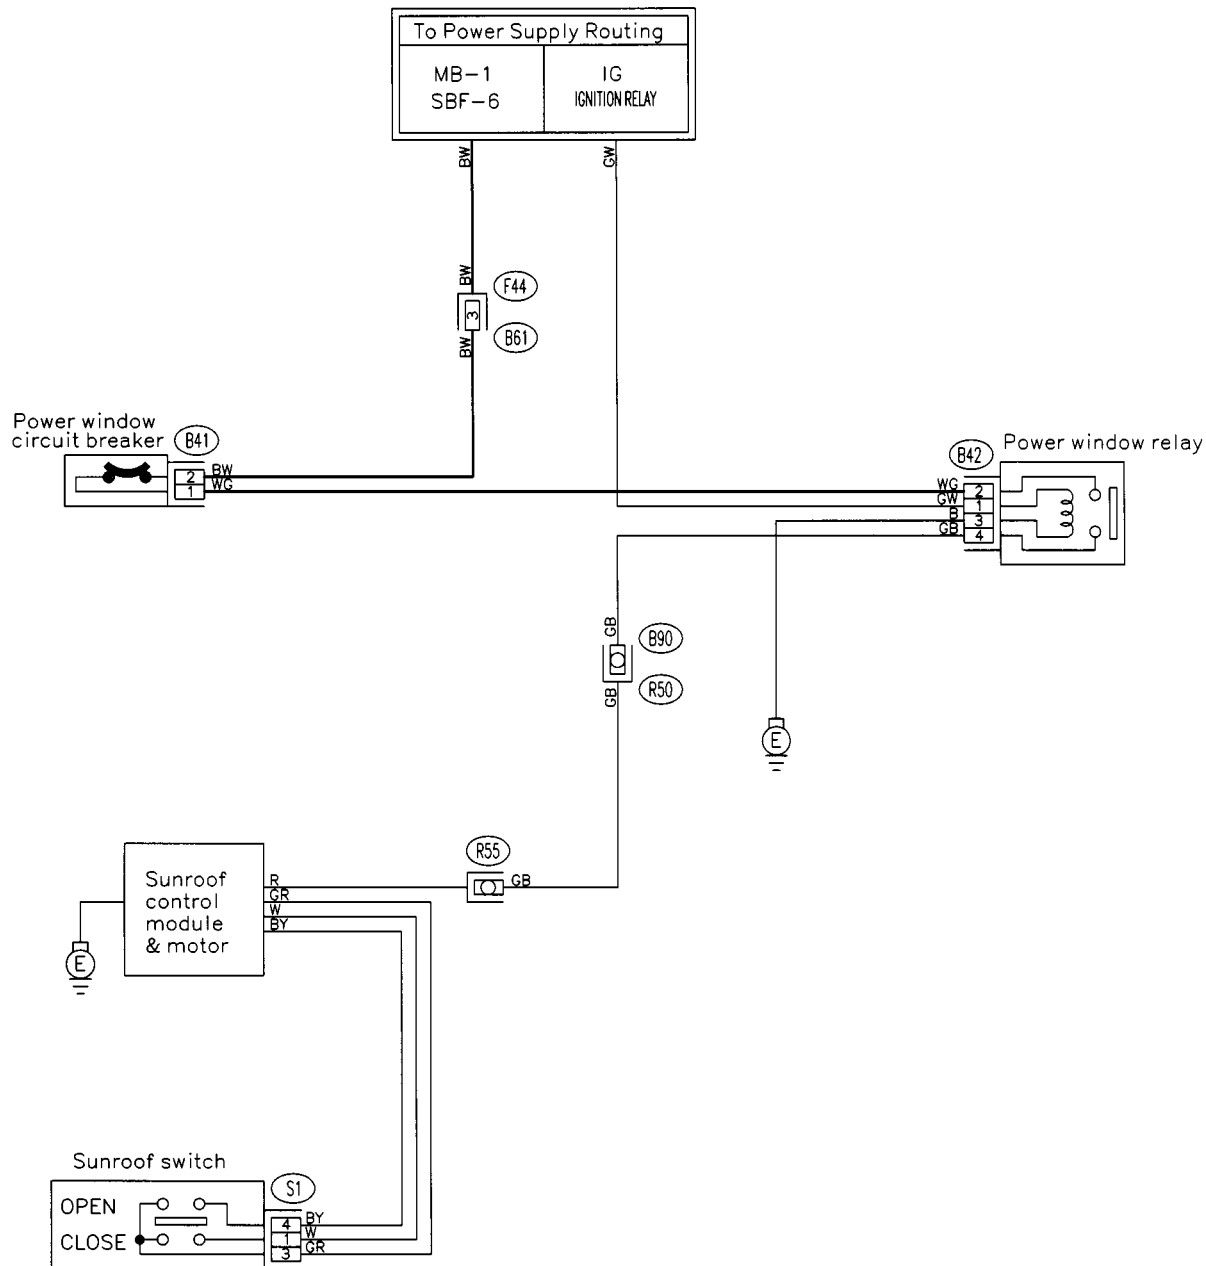 To Power Supply Routing
MB-1
SBF-6
IG
IGNITION RELAY
BW
GW
BW
F44
3
B61
BW
Power window
circuit breaker
B41
2
BW
1
WG
B42
Power window relay
WG
2
GW
1
B
3
GB
4
GB
B90
R50
GB
E
R55
GB
Sunroof
control
module
& motor
R
GR
W
BY
E
Sunroof switch
S1
OPEN
CLOSE
4
BY
1
W
3
GR